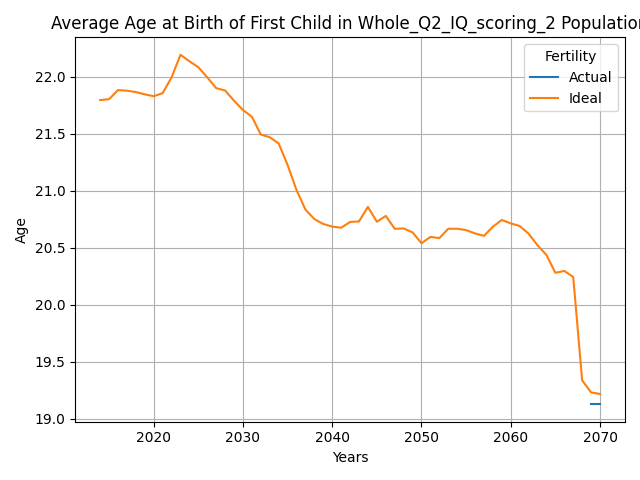 Average Age at Birth of First Child in Whole_Q2_IQ_scoring_2 Population
Fertility
Actual
Ideal
22.0
21.5
21.0
20.5
20.0
19.5
19.0
Age
2020 2030 2040 2050 2060 2070
Years